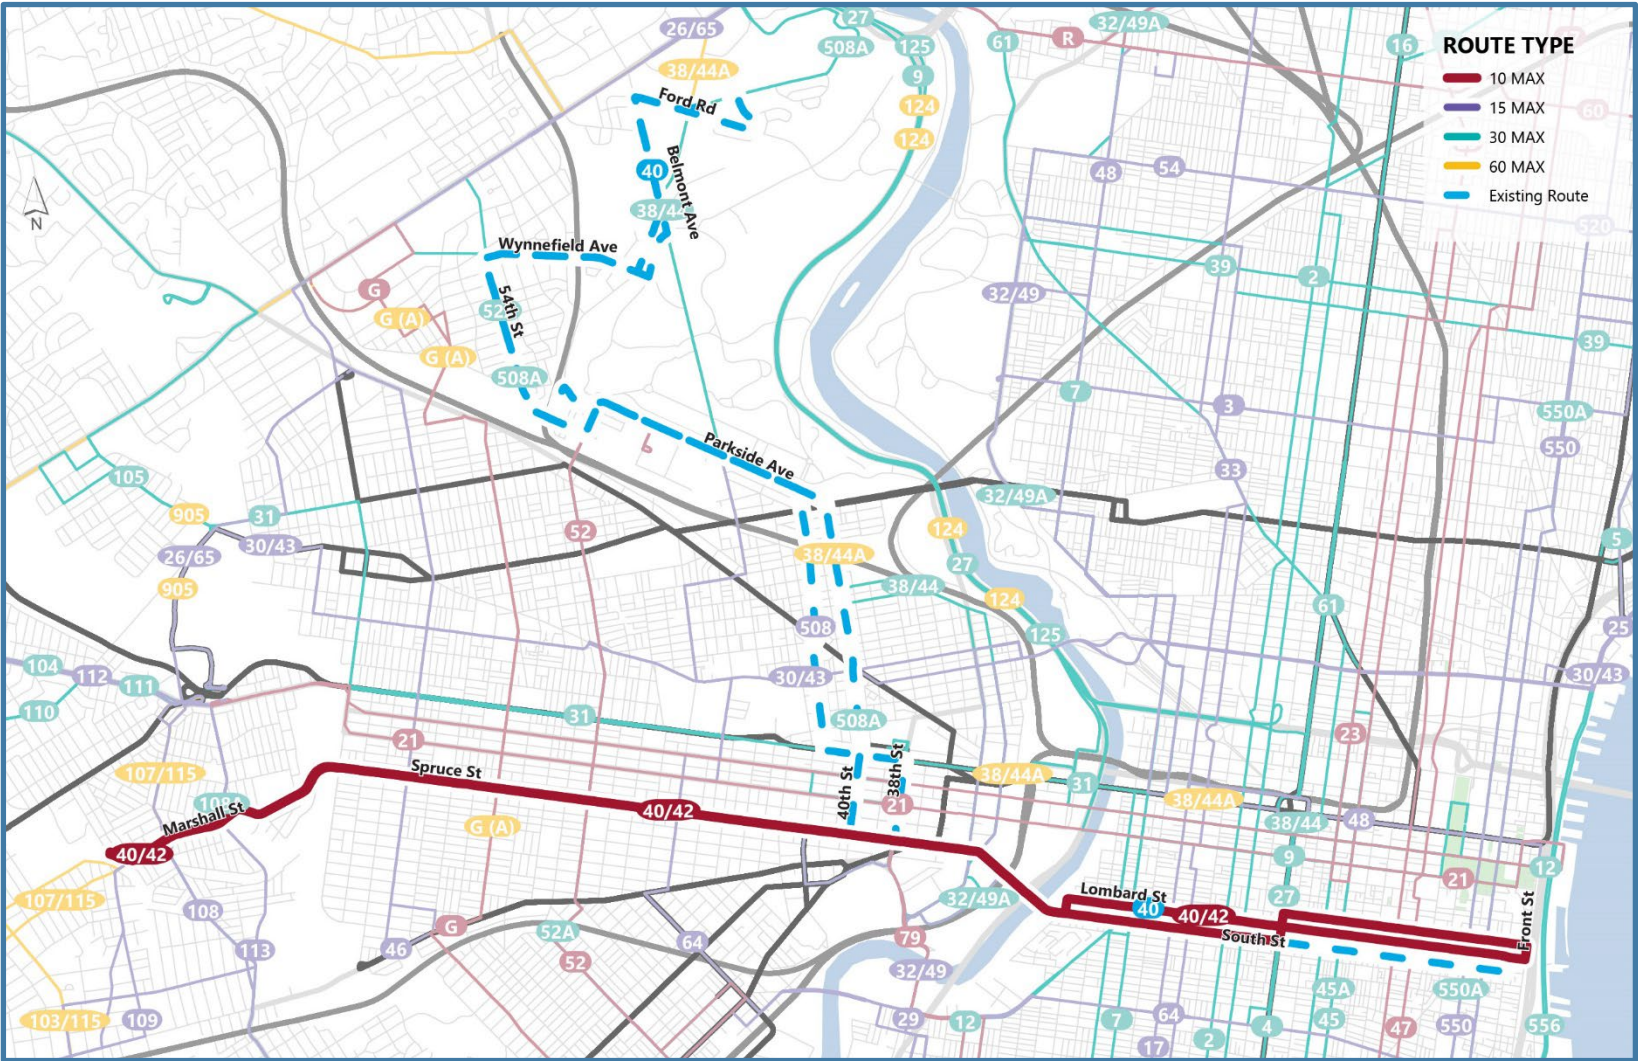 ROUTE TYPE
10 MAX
15 MAX
30 MAX
60 MAX
Existing Route
N
26/65
27
508A
125
61
R
32/49A
16
38/44A
9
124
60
Ford Rd
124
40
Belmont Ave
48
54
38/44
520
Wynnefield Ave
G
54th St
52
39
2
32/49
G (A)
G (A)
39
508A
7
3
550A
550
Parkside Ave
33
105
32/49A
905
31
52
124
30/43
26/65
38/44A
27
5
905
38/44
124
61
508
125
25
104
112
111
30/43
30/43
110
31
508A
21
23
Spruce St
107/115
38th St
40th St
38/44A
31
38/44A
21
38/44
48
Marshall St
40/42
G (A)
40/42
9
12
21
107/115
32/49A
Lombard St
40
40/42
27
Front St
108
G
52A
79
South St
46
113
64
52
32/49
45A
550A
103/115
109
29
12
7
64
4
45
47
550
556
17
2